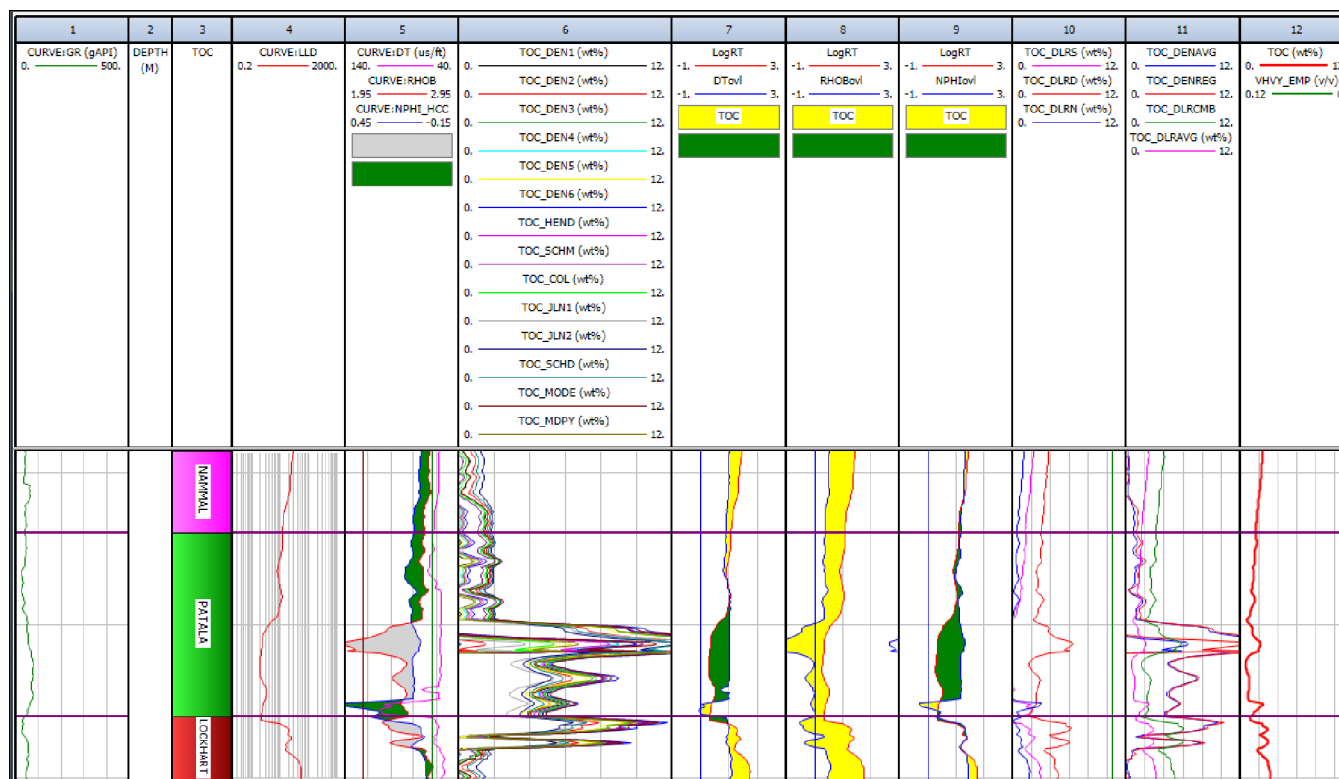 1 2 3 4 5 6 7 8 9 10 11 12
CURVE:GR (gAPI)
0. 500.
DEPTH
(M)
TOC
CURVE:LLD
0.2 2000.
CURVE:DT (us/ft)
140. 40.
CURVE:RHOB
1.95 2.95
CURVE:NPHI_HCC
0.45 -0.15
TOC_DEN1 (wt%)
0. 12.
TOC_DEN2 (wt%)
0. 12.
TOC_DEN3 (wt%)
0. 12.
TOC_DEN4 (wt%)
0. 12.
TOC_DEN5 (wt%)
0. 12.
TOC_DEN6 (wt%)
0. 12.
TOC_HEND (wt%)
0. 12.
TOC_SCHM (wt%)
0. 12.
TOC_COL (wt%)
0. 12.
TOC_JLN1 (wt%)
0. 12.
TOC_JLN2 (wt%)
0. 12.
TOC_SCHD (wt%)
0. 12.
TOC_MODE (wt%)
0. 12.
TOC_MDPY (wt%)
0. 12.
LogRT
-1. 3.
DTovl
-1. 3.
TOC
LogRT
-1. 3.
RHOBovl
-1. 3.
TOC
LogRT
-1. 3.
NPHIovl
-1. 3.
TOC
TOC_DLRS (wt%)
0. 12.
TOC_DLRD (wt%)
0. 12.
TOC_DLRN (wt%)
0. 12.
TOC_DENAVG
0. 12.
TOC_DENREG
0. 12.
TOC_DLRCMB
0. 12.
TOC_DLRAVG (wt%)
0. 12.
TOC (wt%)
0.
VHVY_EMP (v/v)
0.12
NAMMAL
PATALA
LOCKHART